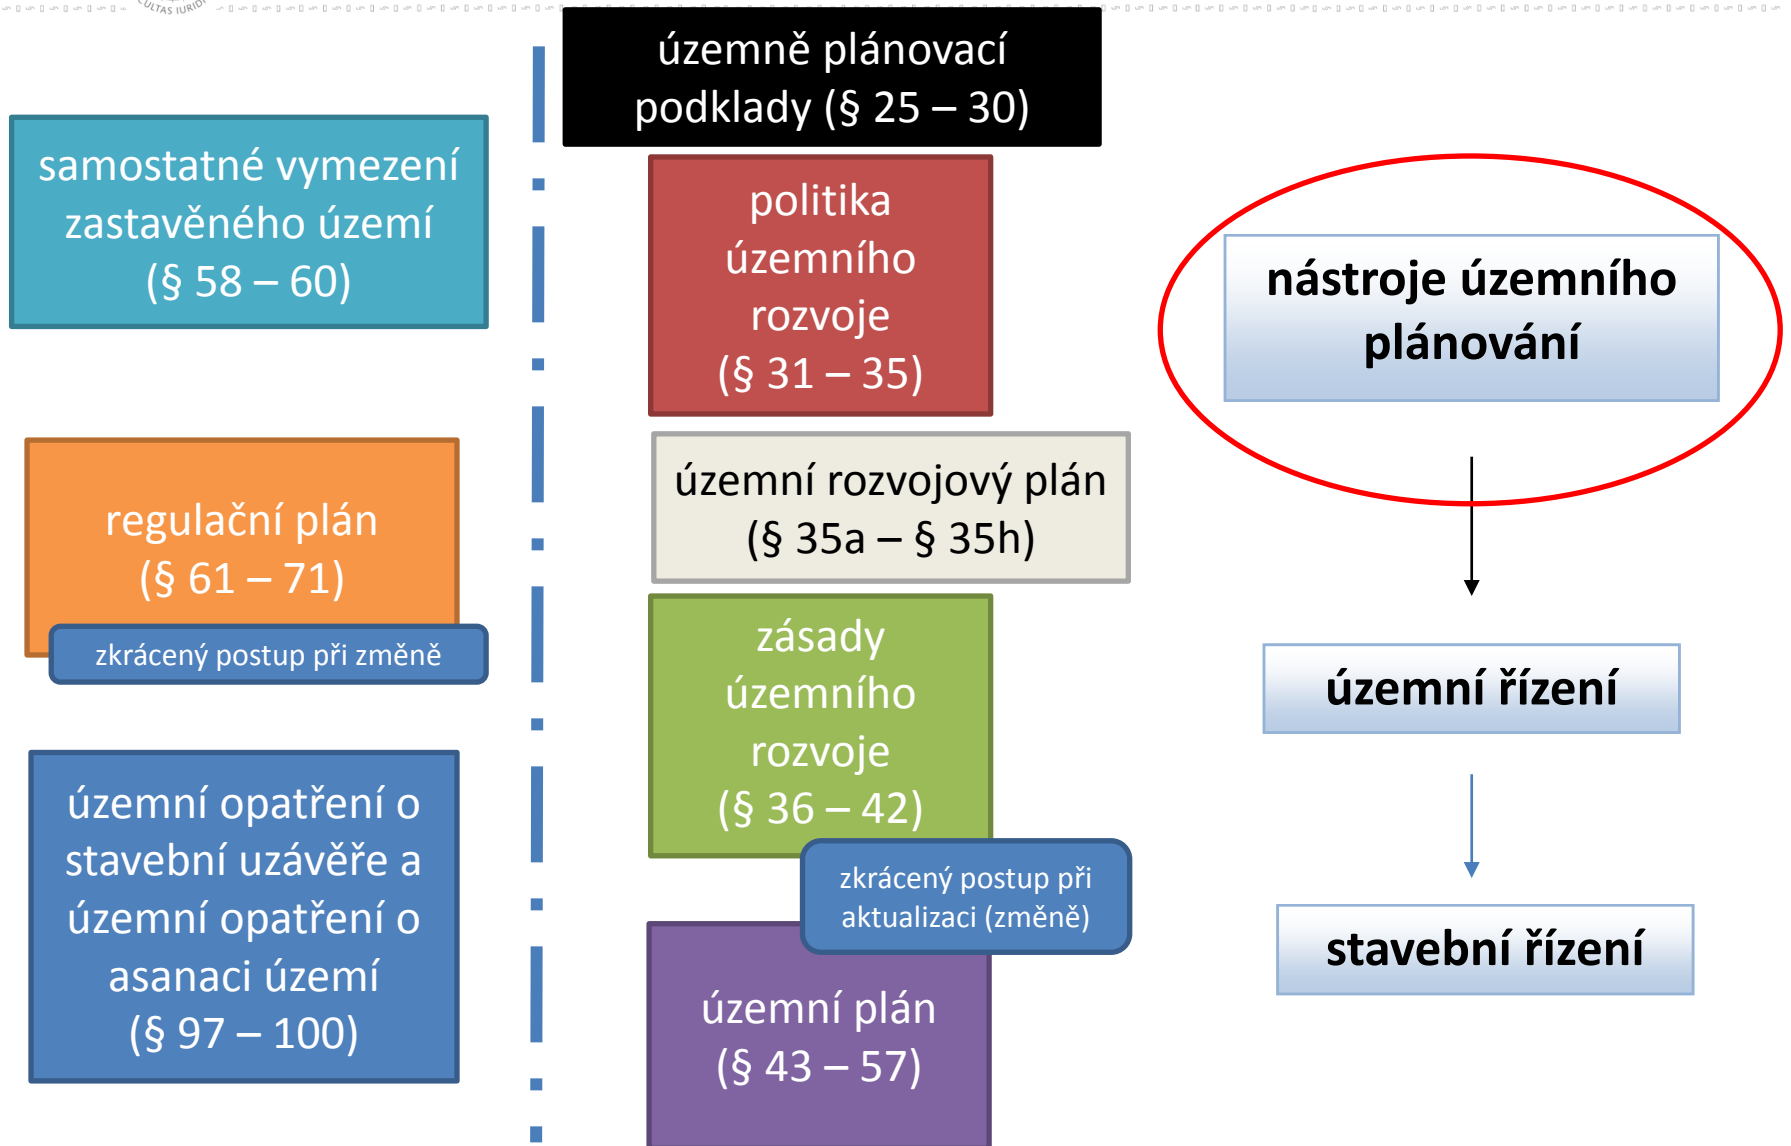 CULTAS IURIDI
územně plánovací
podklady (§ 25 – 30)
samostatné vymezení
zastavěného území
(§ 58 – 60)
regulační plán
(§ 61 – 71)
zkrácený postup při změně
územní opatření o
stavební uzávěře a
územní opatření o
asanaci území
(§ 97 – 100)
politika
územního
rozvoje
(§ 31 – 35)
územní rozvojový plán
(§ 35a – § 35h)
zásady
územního
rozvoje
(§ 36 – 42)
zkrácený postup při
aktualizaci (změně)
územní plán
(§ 43 – 57)
nástroje územního
plánování
územní řízení
stavební řízení